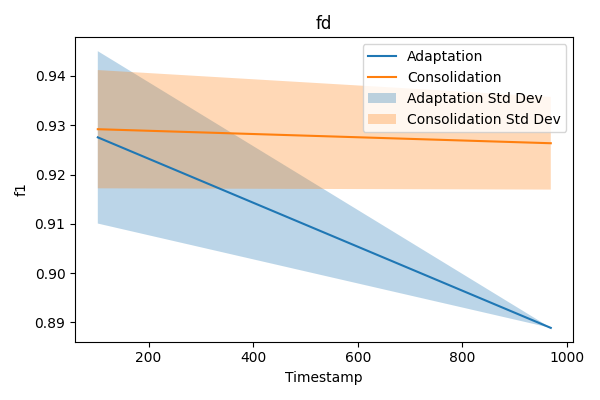 fd
Adaptation
Consolidation
Adaptation Std Dev
Consolidation Std Dev
f1
0.94
0.93
0.92
0.91
0.90
0.89
200
400
600
800
1000
Timestamp